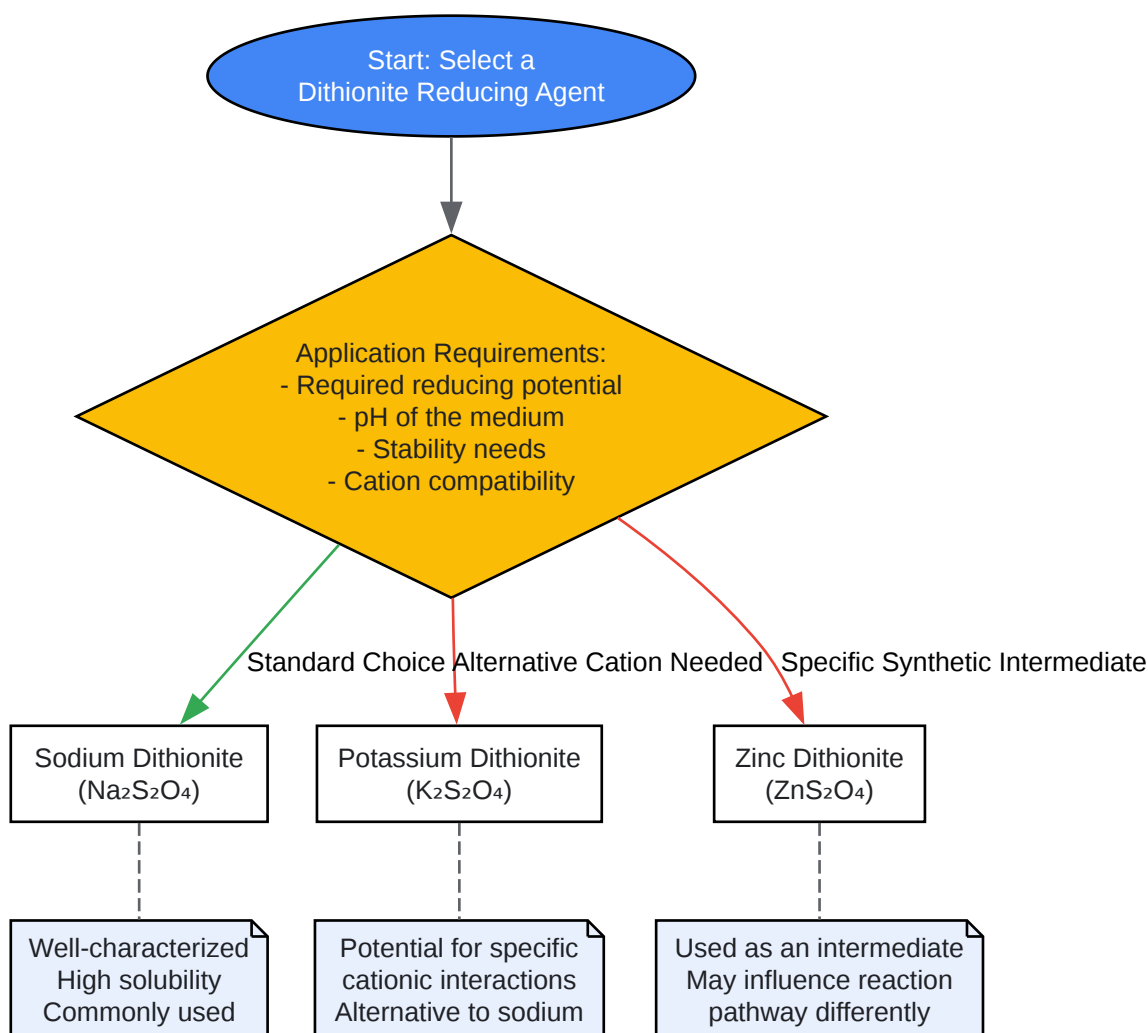 Start: Select a
Dithionite Reducing Agent
Application Requirements:
- Required reducing potential
- pH of the medium
- Stability needs
- Cation compatibility
Standard Choice
Alternative Cation Needed
Specific Synthetic Intermediate
Sodium Dithionite
(Na₂S₂O₄)
Potassium Dithionite
(K₂S₂O₄)
Zinc Dithionite
(ZnS₂O₄)
Well-characterized
High solubility
Commonly used
Potential for specific
cationic interactions
Alternative to sodium
Used as an intermediate
May influence reaction
pathway differently